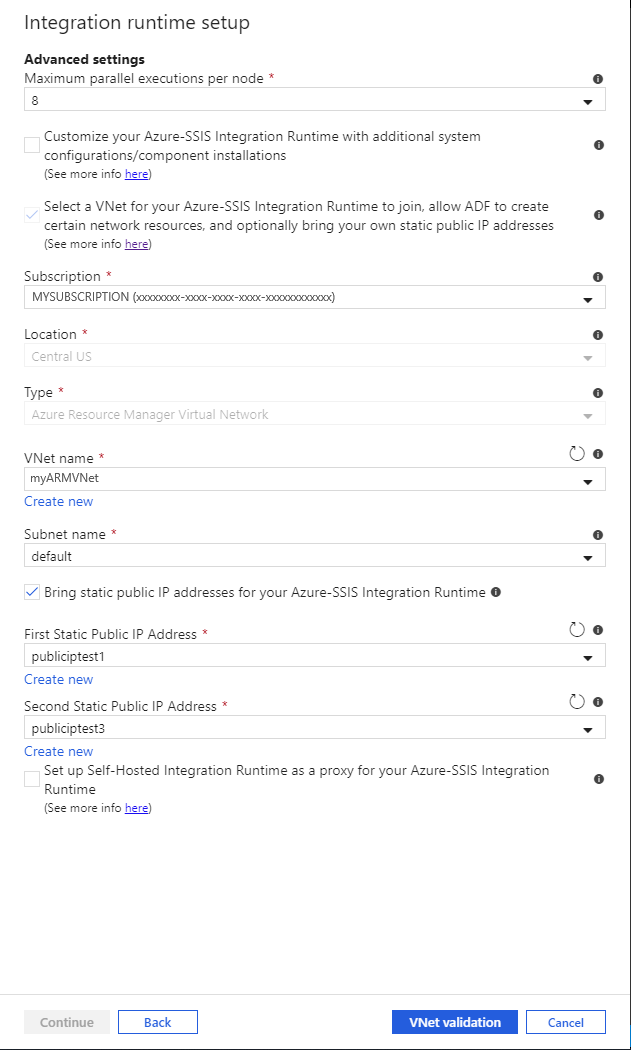 Integration runtime setup
Advanced settings
Maximum parallel executions per node *
8
Customize your Azure-SSIS Integration Runtime with additional system
configurations/component installations
(See more info here)
Select a VNet for your Azure-SSIS Integration Runtime to join, allow ADF to create
certain network resources, and optionally bring your own static public IP addresses
(See more info here)
Subscription *
MYSUBSCRIPTION (xxxxxxxx-xxxx-xxxx-xxxx-xxxxxxxxxxxx)
Location *
Central US
Type *
Azure Resource Manager Virtual Network
VNet name *
myARMVNet
Create new
Subnet name *
default
Bring static public IP addresses for your Azure-SSIS Integration Runtime
First Static Public IP Address *
publiciptest1
Create new
Second Static Public IP Address *
publiciptest3
Create new
Set up Self-Hosted Integration Runtime as a proxy for your Azure-SSIS Integration
Runtime
(See more info here)
Continue
Back
VNet validation
Cancel